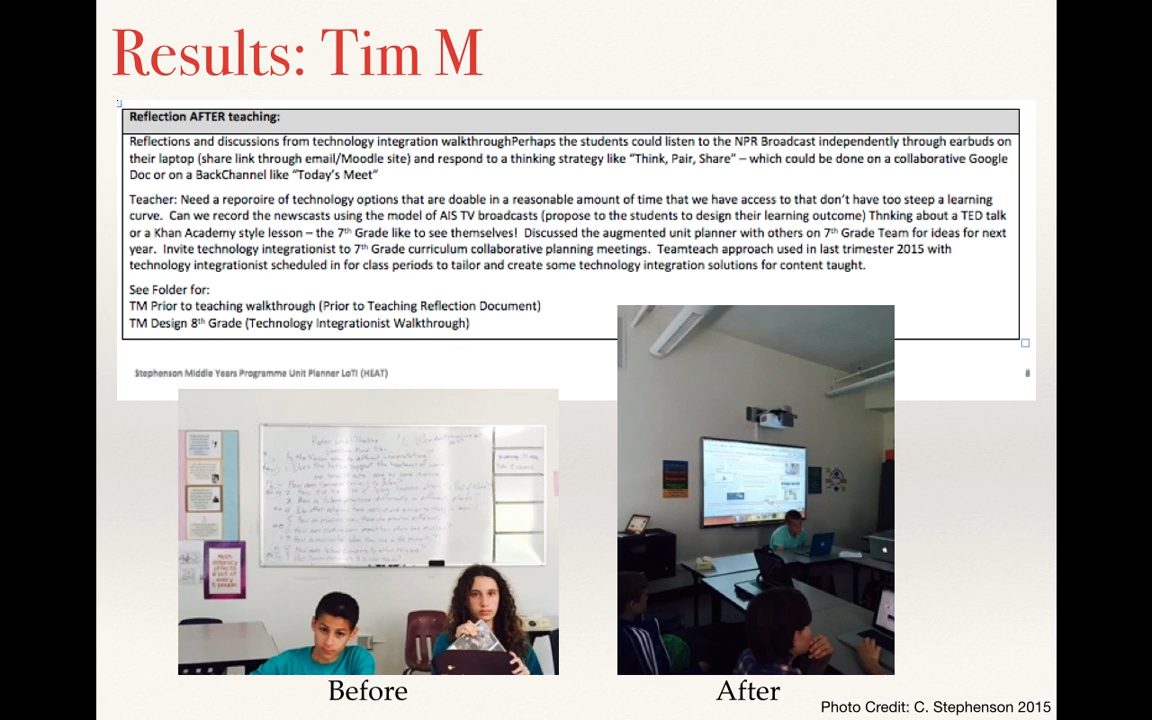 Results: Tim M
Reflection AFTER teaching:
Reflections and discussions from technology integration walkthroughPerhaps the students could listen to the NPR Broadcast independently through earbuds on
their laptop (share link through email/Moodle site) and respond to a thinking strategy like “Think, Pair, Share” – which could be done on a collaborative Google
Doc or on a BackChannel like “Today’s Meet”
Teacher: Need a reporoire of technology options that are doable in a reasonable amount of time that we have access to that don’t have too steep a learning
curve. Can we record the newscasts using the model of AIS TV broadcasts (propose to the students to design their learning outcome) Thnking about a TED talk
or a Khan Academy style lesson – the 7th Grade like to see themselves! Discussed the augmented unit planner with others on 7th Grade Team for ideas for next
year. Invite technology integrationist to 7th Grade curriculum collaborative planning meetings. Teamteach approach used in last trimester 2015 with
technology integrationist scheduled in for class periods to tailor and create some technology integration solutions for content taught.
See Folder for:
TM Prior to teaching walkthrough (Prior to Teaching Reflection Document)
TM Design 8th Grade (Technology Integrationist Walkthrough)
Stephenson Middle Years Programme Unit Planner LoTi (HEAT)
8
Math
illiteracy
affects
8 out of
every
5 people
Before
After
Photo Credit: C. Stephenson 2015